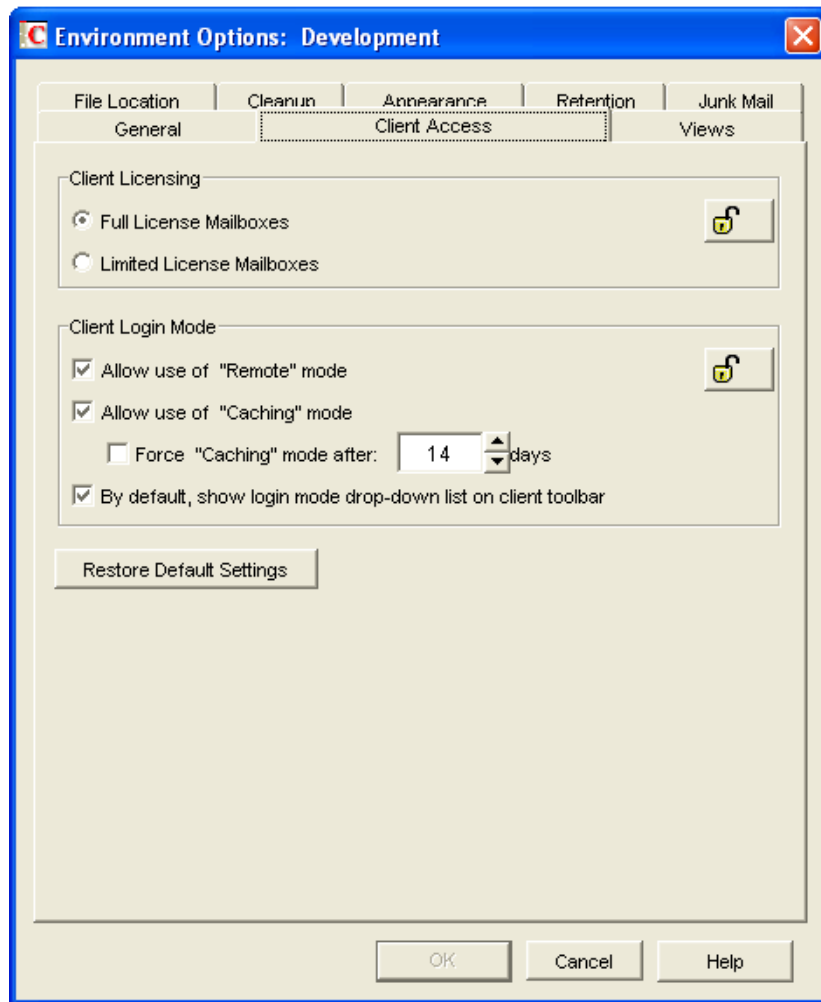 C Environment Options: Development
File Location Cleanup Appearance Retention Junk Mail
General Client Access Views
Client Licensing
Full License Mailboxes
Limited License Mailboxes
Client Login Mode
Allow use of "Remote" mode
Allow use of "Caching" mode
Force "Caching" mode after: 14 days
By default, show login mode drop-down list on client toolbar
Restore Default Settings
OK Cancel Help